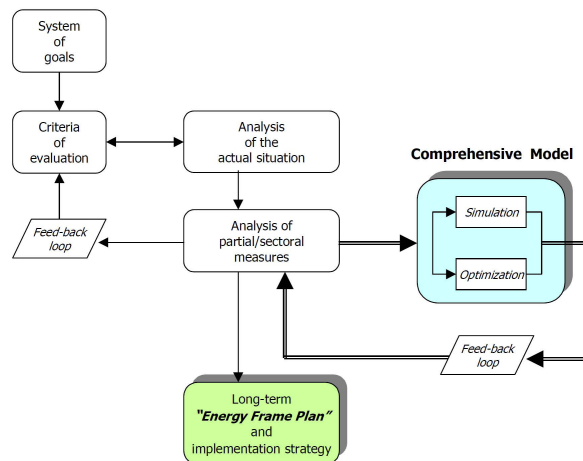 System
of
goals
Criteria
of
evaluation
Analysis
of the
actual situation
Comprehensive Model
Simulation
Optimization
Feed-back
loop
Analysis of
partial/sectoral
measures
Feed-back
loop
Long-term
"Energy Frame Plan"
and
implementation strategy